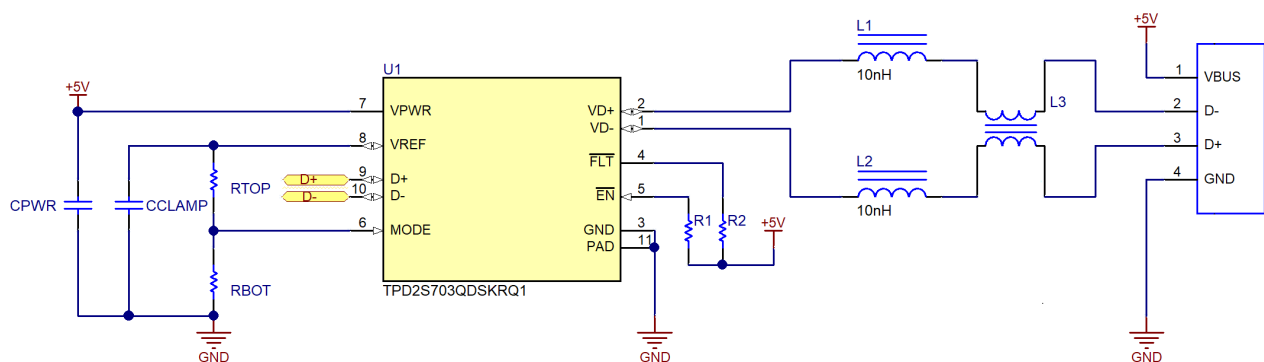 L1
10nH
+5V
1
VBUS
2
D-
3
D+
4
GND
GND
L3
L2
10nH
U1
+5V
7
VPWR
VD+
2
VD-
1
8
VREF
FLT
4
D+
9
D+
D-
10
D-
EN
5
RTOP
CPWR
CCLAMP
R1
R2
+5V
6
MODE
GND
3
PAD
11
RBOT
TPD2S703QDSKRQ1
GND
GND